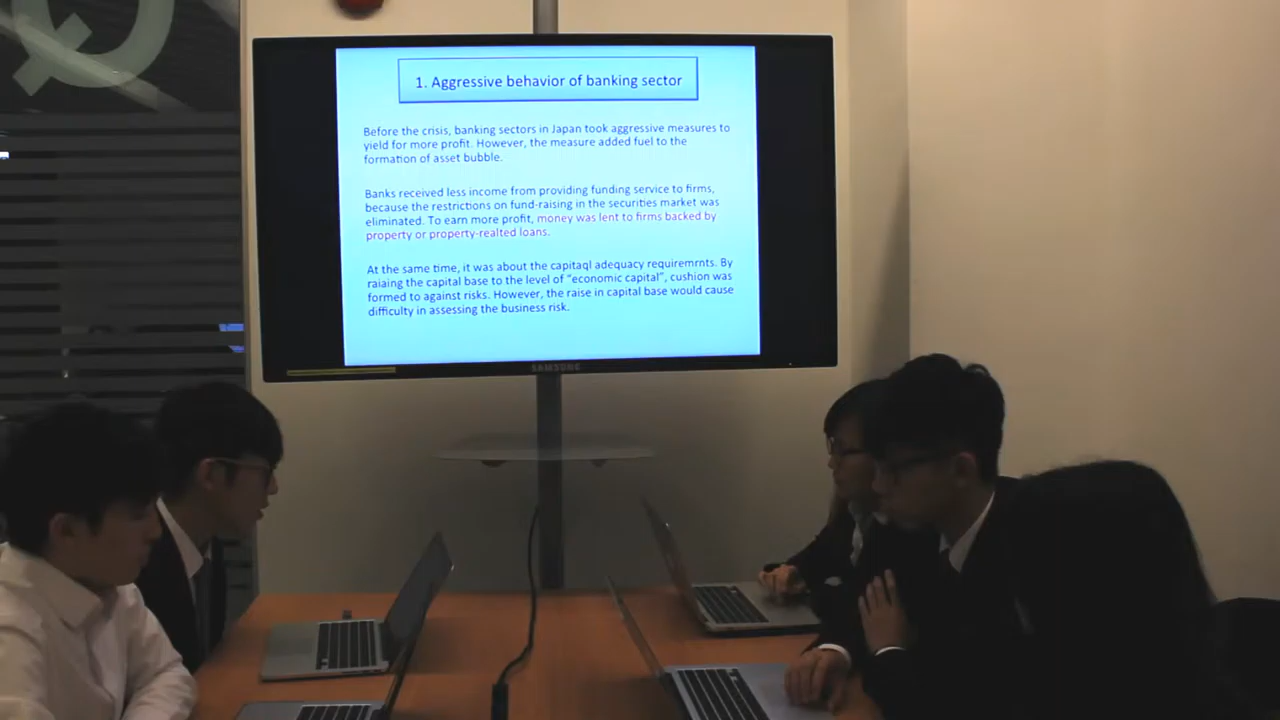 1. Aggressive behavior of banking sector
Before the crisis, banking sectors in Japan took aggressive measures to
yield for more profit. However, the measure added fuel to the
formation of asset bubble.
Banks received less income from providing funding service to firms,
because the restrictions on fund-raising in the securities market was
eliminated. To earn more profit, money was lent to firms backed by
property or property-realted loans.
At the same time, it was about the capitaql adequacy requiremrnts. By
raiaing the capital base to the level of “economic capital”, cushion was
formed to against risks. However, the raise in capital base would cause
difficulty in assessing the business risk.
SAMSUNG